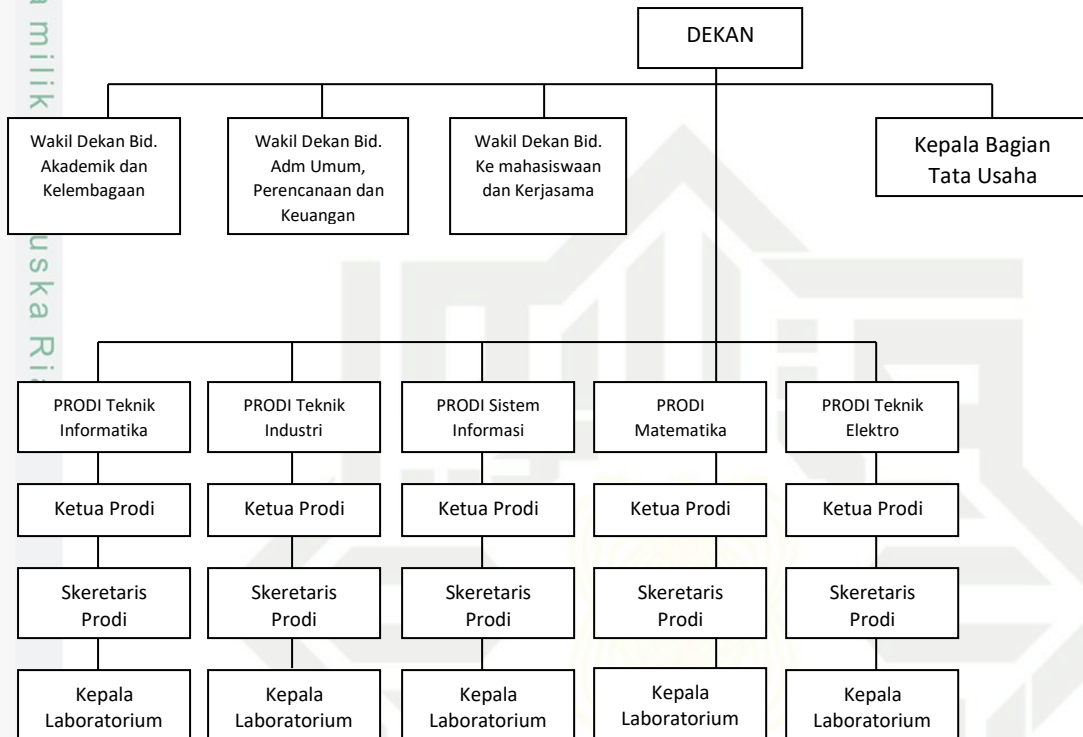 a milik
uska Ria
DEKAN
Wakil Dekan Bid.
Akademik dan
Kelembagaan
Wakil Dekan Bid.
Adm Umum,
Perencanaan dan
Keuangan
Wakil Dekan Bid.
Ke mahasiswaan
dan Kerjasama
Kepala Bagian
Tata Usaha
PRODI Teknik
Informatika
PRODI Teknik
Industri
PRODI Sistem
Informasi
PRODI
Matematika
PRODI Teknik
Elektro
Ketua Prodi
Ketua Prodi
Ketua Prodi
Ketua Prodi
Ketua Prodi
Skeretaris
Prodi
Skeretaris
Prodi
Skeretaris
Prodi
Skeretaris
Prodi
Skeretaris
Prodi
Kepala
Laboratorium
Kepala
Laboratorium
Kepala
Laboratorium
Kepala
Laboratorium
Kepala
Laboratorium